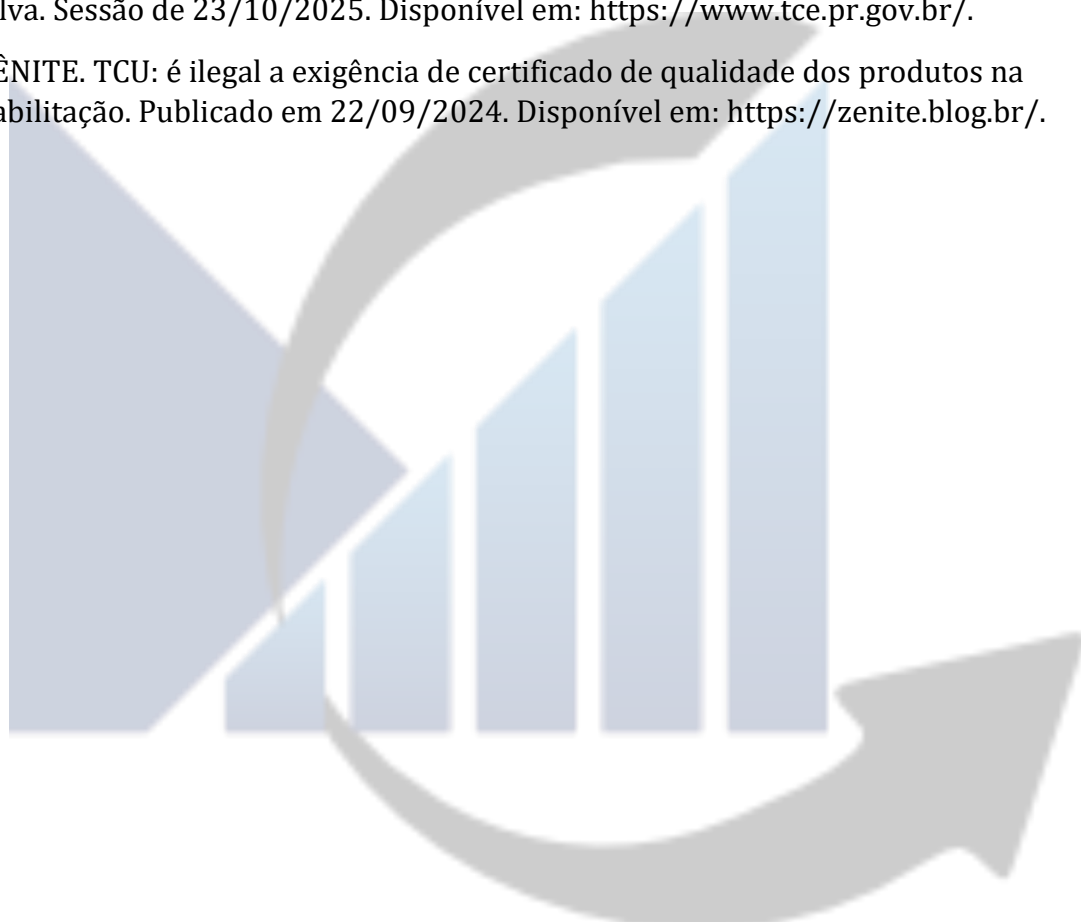 lva. Sessão de 23/10/2025. Disponível em: https://www.tce.pr.gov.br/.
ÊNITE. TCU: é ilegal a exigência de certificado de qualidade dos produtos na
abilitação. Publicado em 22/09/2024. Disponível em: https://zenite.blog.br/.